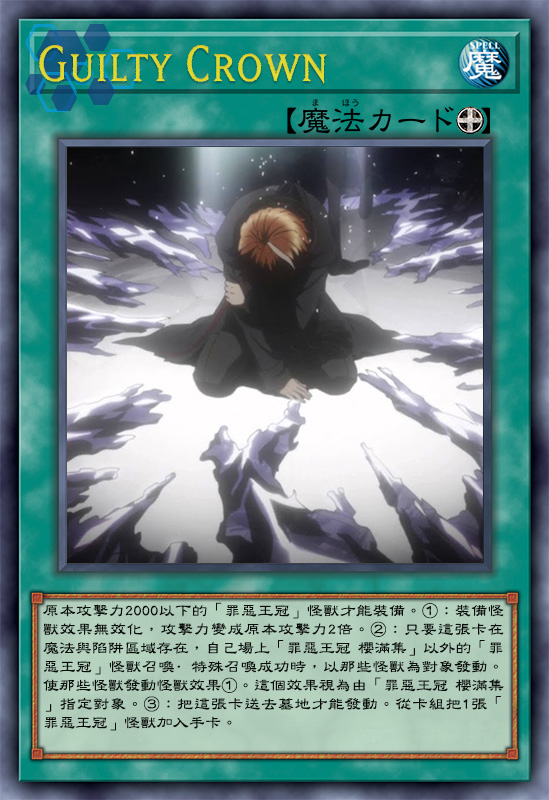 GUILTY CROWN
SPELL
魔
ま ほう
【魔法カード】
原本攻擊力2000以下的「罪惡王冠」怪獸才能裝備。①：裝備怪
獸效果無效化，攻擊力變成原本攻擊力2倍。②：只要這張卡在
魔法與陷阱區域存在，自己場上「罪惡王冠 櫻滿集」以外的「罪
惡王冠」怪獸召喚．特殊召喚成功時，以那些怪獸為對象發動。
使那些怪獸發動怪獸效果①。這個效果視為由「罪惡王冠 櫻滿集
」指定對象。③：把這張卡送去墓地才能發動。從卡組把1張「
罪惡王冠」怪獸加入手卡。